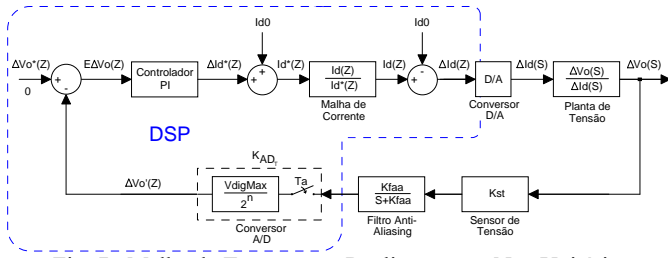 Id0
Id0
ΔVo*(Z)
0
+
-
EΔVo(Z)
Controlador
PI
ΔId*(Z)
+
+
Id*(Z)
Id(Z)
Id*(Z)
Malha de
Corrente
Id(Z)
-
+
ΔId(Z)
D/A
Conversor
D/A
ΔId(S)
ΔVo(S)
ΔId(S)
Planta de
Tensão
ΔVo(S)
DSP
K_AD_r
ΔVo'(Z)
VdigMax
2^n
Ta
Conversor
A/D
Kfaa
S+Kfaa
Filtro Anti-
Aliasing
Kst
Sensor de
Tensão